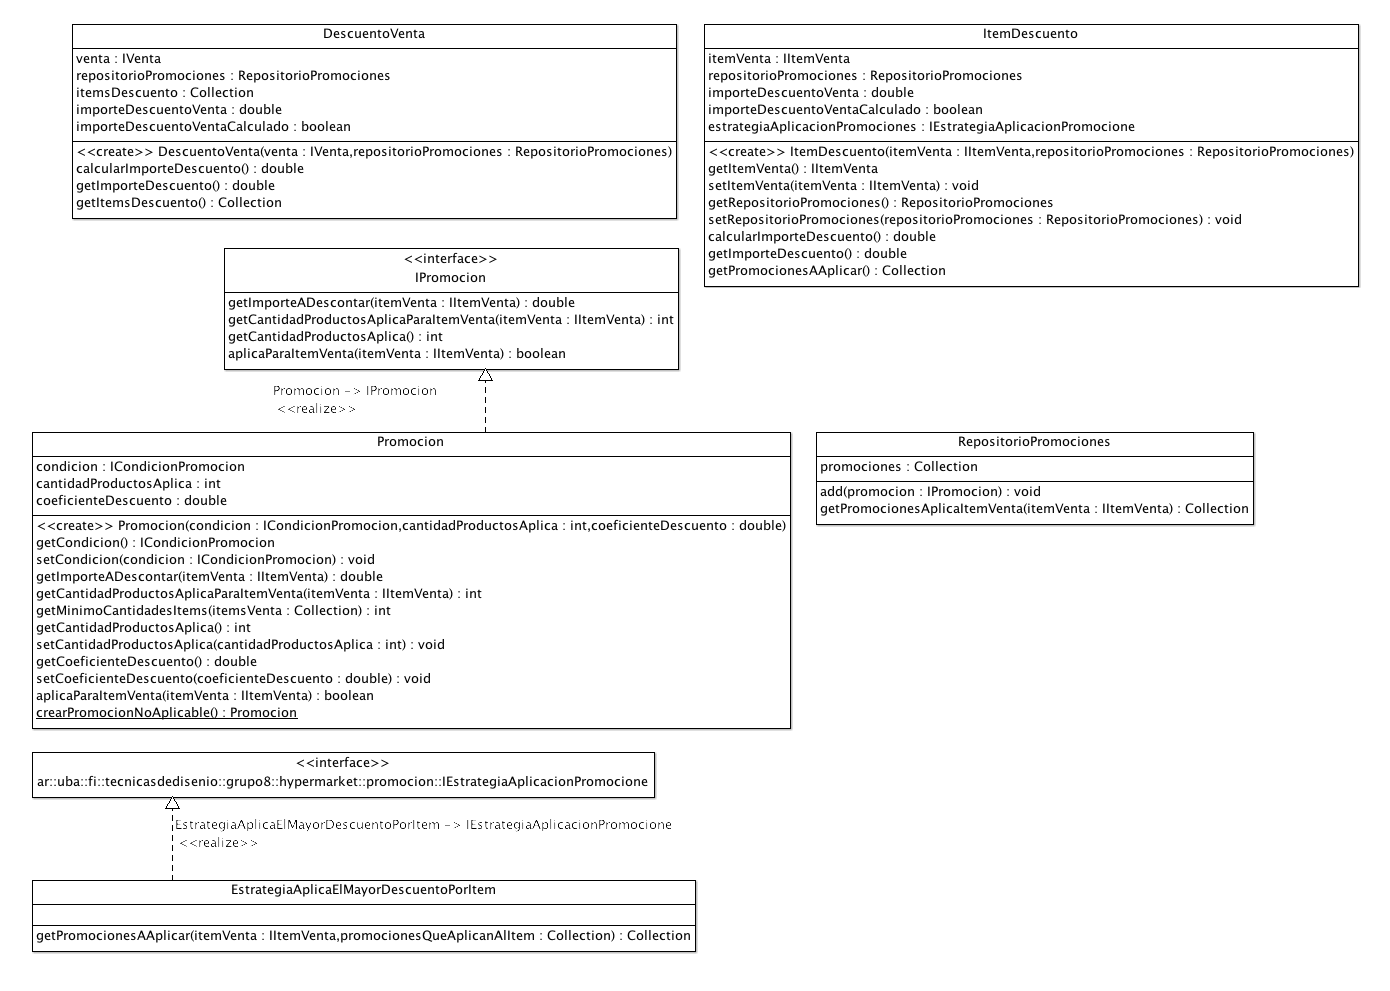 DescuentoVenta
venta : IVenta
repositorioPromociones : RepositorioPromociones
itemsDescuento : Collection
importeDescuentoVenta : double
importeDescuentoVentaCalculado : boolean
<<create>> DescuentoVenta(venta : IVenta,repositorioPromociones : RepositorioPromociones)
calcularImporteDescuento() : double
getImporteDescuento() : double
getItemsDescuento() : Collection
ItemDescuento
itemVenta : IItemVenta
repositorioPromociones : RepositorioPromociones
importeDescuentoVenta : double
importeDescuentoVentaCalculado : boolean
estrategiaAplicacionPromociones : IEstrategiaAplicacionPromocione
<<create>> ItemDescuento(itemVenta : IItemVenta,repositorioPromociones : RepositorioPromociones)
getItemVenta() : IItemVenta
setItemVenta(itemVenta : IItemVenta) : void
getRepositorioPromociones() : RepositorioPromociones
setRepositorioPromociones(repositorioPromociones : RepositorioPromociones) : void
calcularImporteDescuento() : double
getImporteDescuento() : double
getPromocionesAAplicar() : Collection
<<interface>>
IPromocion
getImporteADescontar(itemVenta : IItemVenta) : double
getCantidadProductosAplicaParaItemVenta(itemVenta : IItemVenta) : int
getCantidadProductosAplica() : int
aplicaParaItemVenta(itemVenta : IItemVenta) : boolean
Promocion -> IPromocion
<<realize>>
Promocion
condicion : ICondicionPromocion
cantidadProductosAplica : int
coeficienteDescuento : double
<<create>> Promocion(condicion : ICondicionPromocion,cantidadProductosAplica : int,coeficienteDescuento : double)
getCondicion() : ICondicionPromocion
setCondicion(condicion : ICondicionPromocion) : void
getImporteADescontar(itemVenta : IItemVenta) : double
getCantidadProductosAplicaParaItemVenta(itemVenta : IItemVenta) : int
getMinimoCantidadesItems(itemsVenta : Collection) : int
getCantidadProductosAplica() : int
setCantidadProductosAplica(cantidadProductosAplica : int) : void
getCoeficienteDescuento() : double
setCoeficienteDescuento(coeficienteDescuento : double) : void
aplicaParaItemVenta(itemVenta : IItemVenta) : boolean
crearPromocionNoAplicable() : Promocion
RepositorioPromociones
promociones : Collection
add(promocion : IPromocion) : void
getPromocionesAplicaItemVenta(itemVenta : IItemVenta) : Collection
<<interface>>
ar::uba::fi::tecnicasdedisenio::grupo8::hypermarket::promocion::IEstrategiaAplicacionPromocione
EstrategiaAplicaElMayorDescuentoPorItem -> IEstrategiaAplicacionPromocione
<<realize>>
EstrategiaAplicaElMayorDescuentoPorItem
getPromocionesAAplicar(itemVenta : IItemVenta,promocionesQueAplicanAlItem : Collection) : Collection